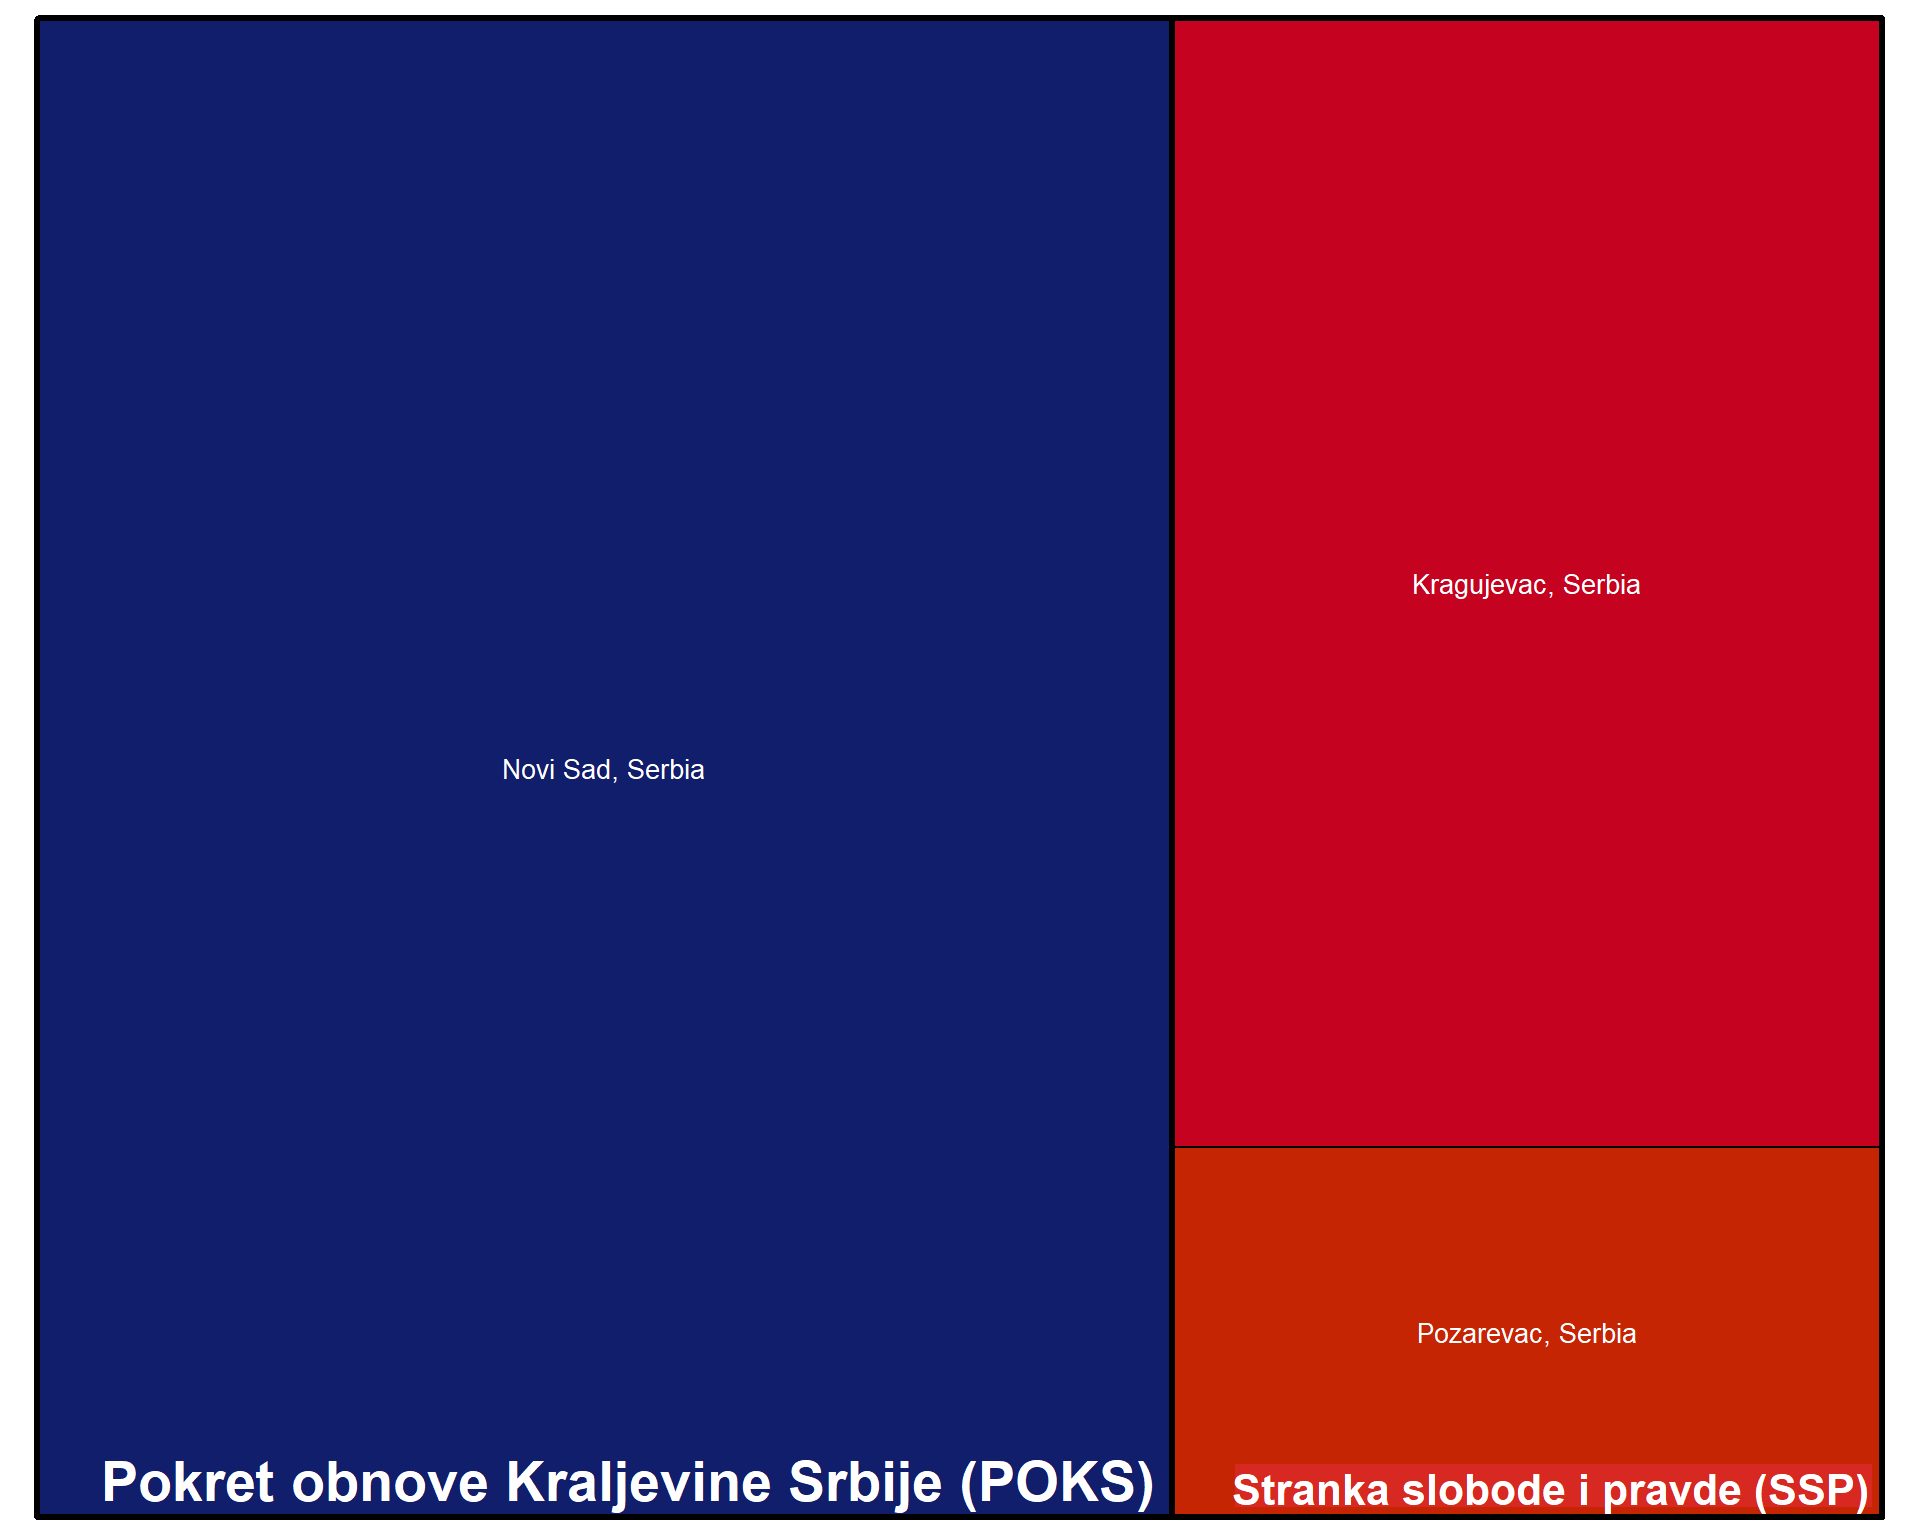 Novi Sad, Serbia
Pokret obnove Kraljevine Srbije (POKS)
Kragujevac, Serbia
Pozarevac, Serbia
Stranka slobode i pravde (SSP)